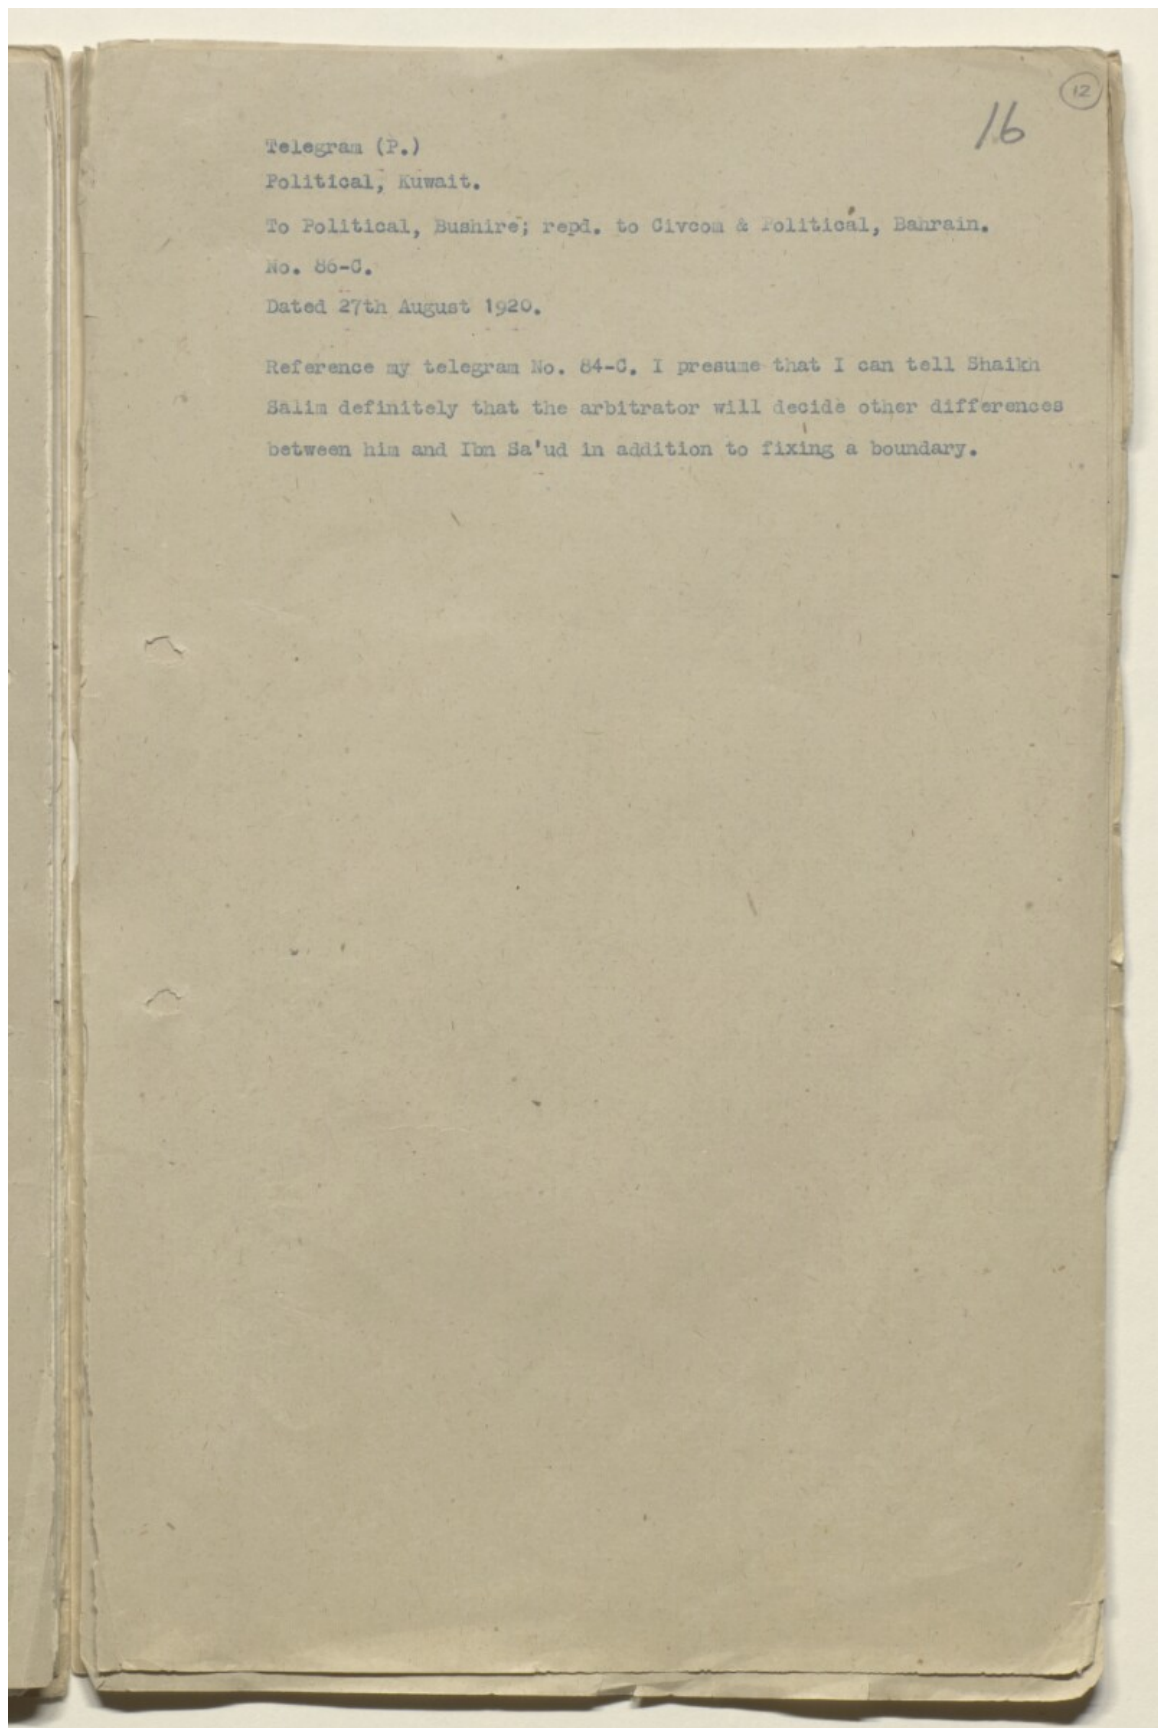 12
16
Telegram (P.)
Political, Kuwait.
To Political, Bushire; repd. to Civcom & Political, Bahrain.
No. 86-C.
Dated 27th August 1920.
Reference my telegram No. 84-C. I presume that I can tell Shaikh
Salim definitely that the arbitrator will decide other differences
between him and Ibn Sa'ud in addition to fixing a boundary.